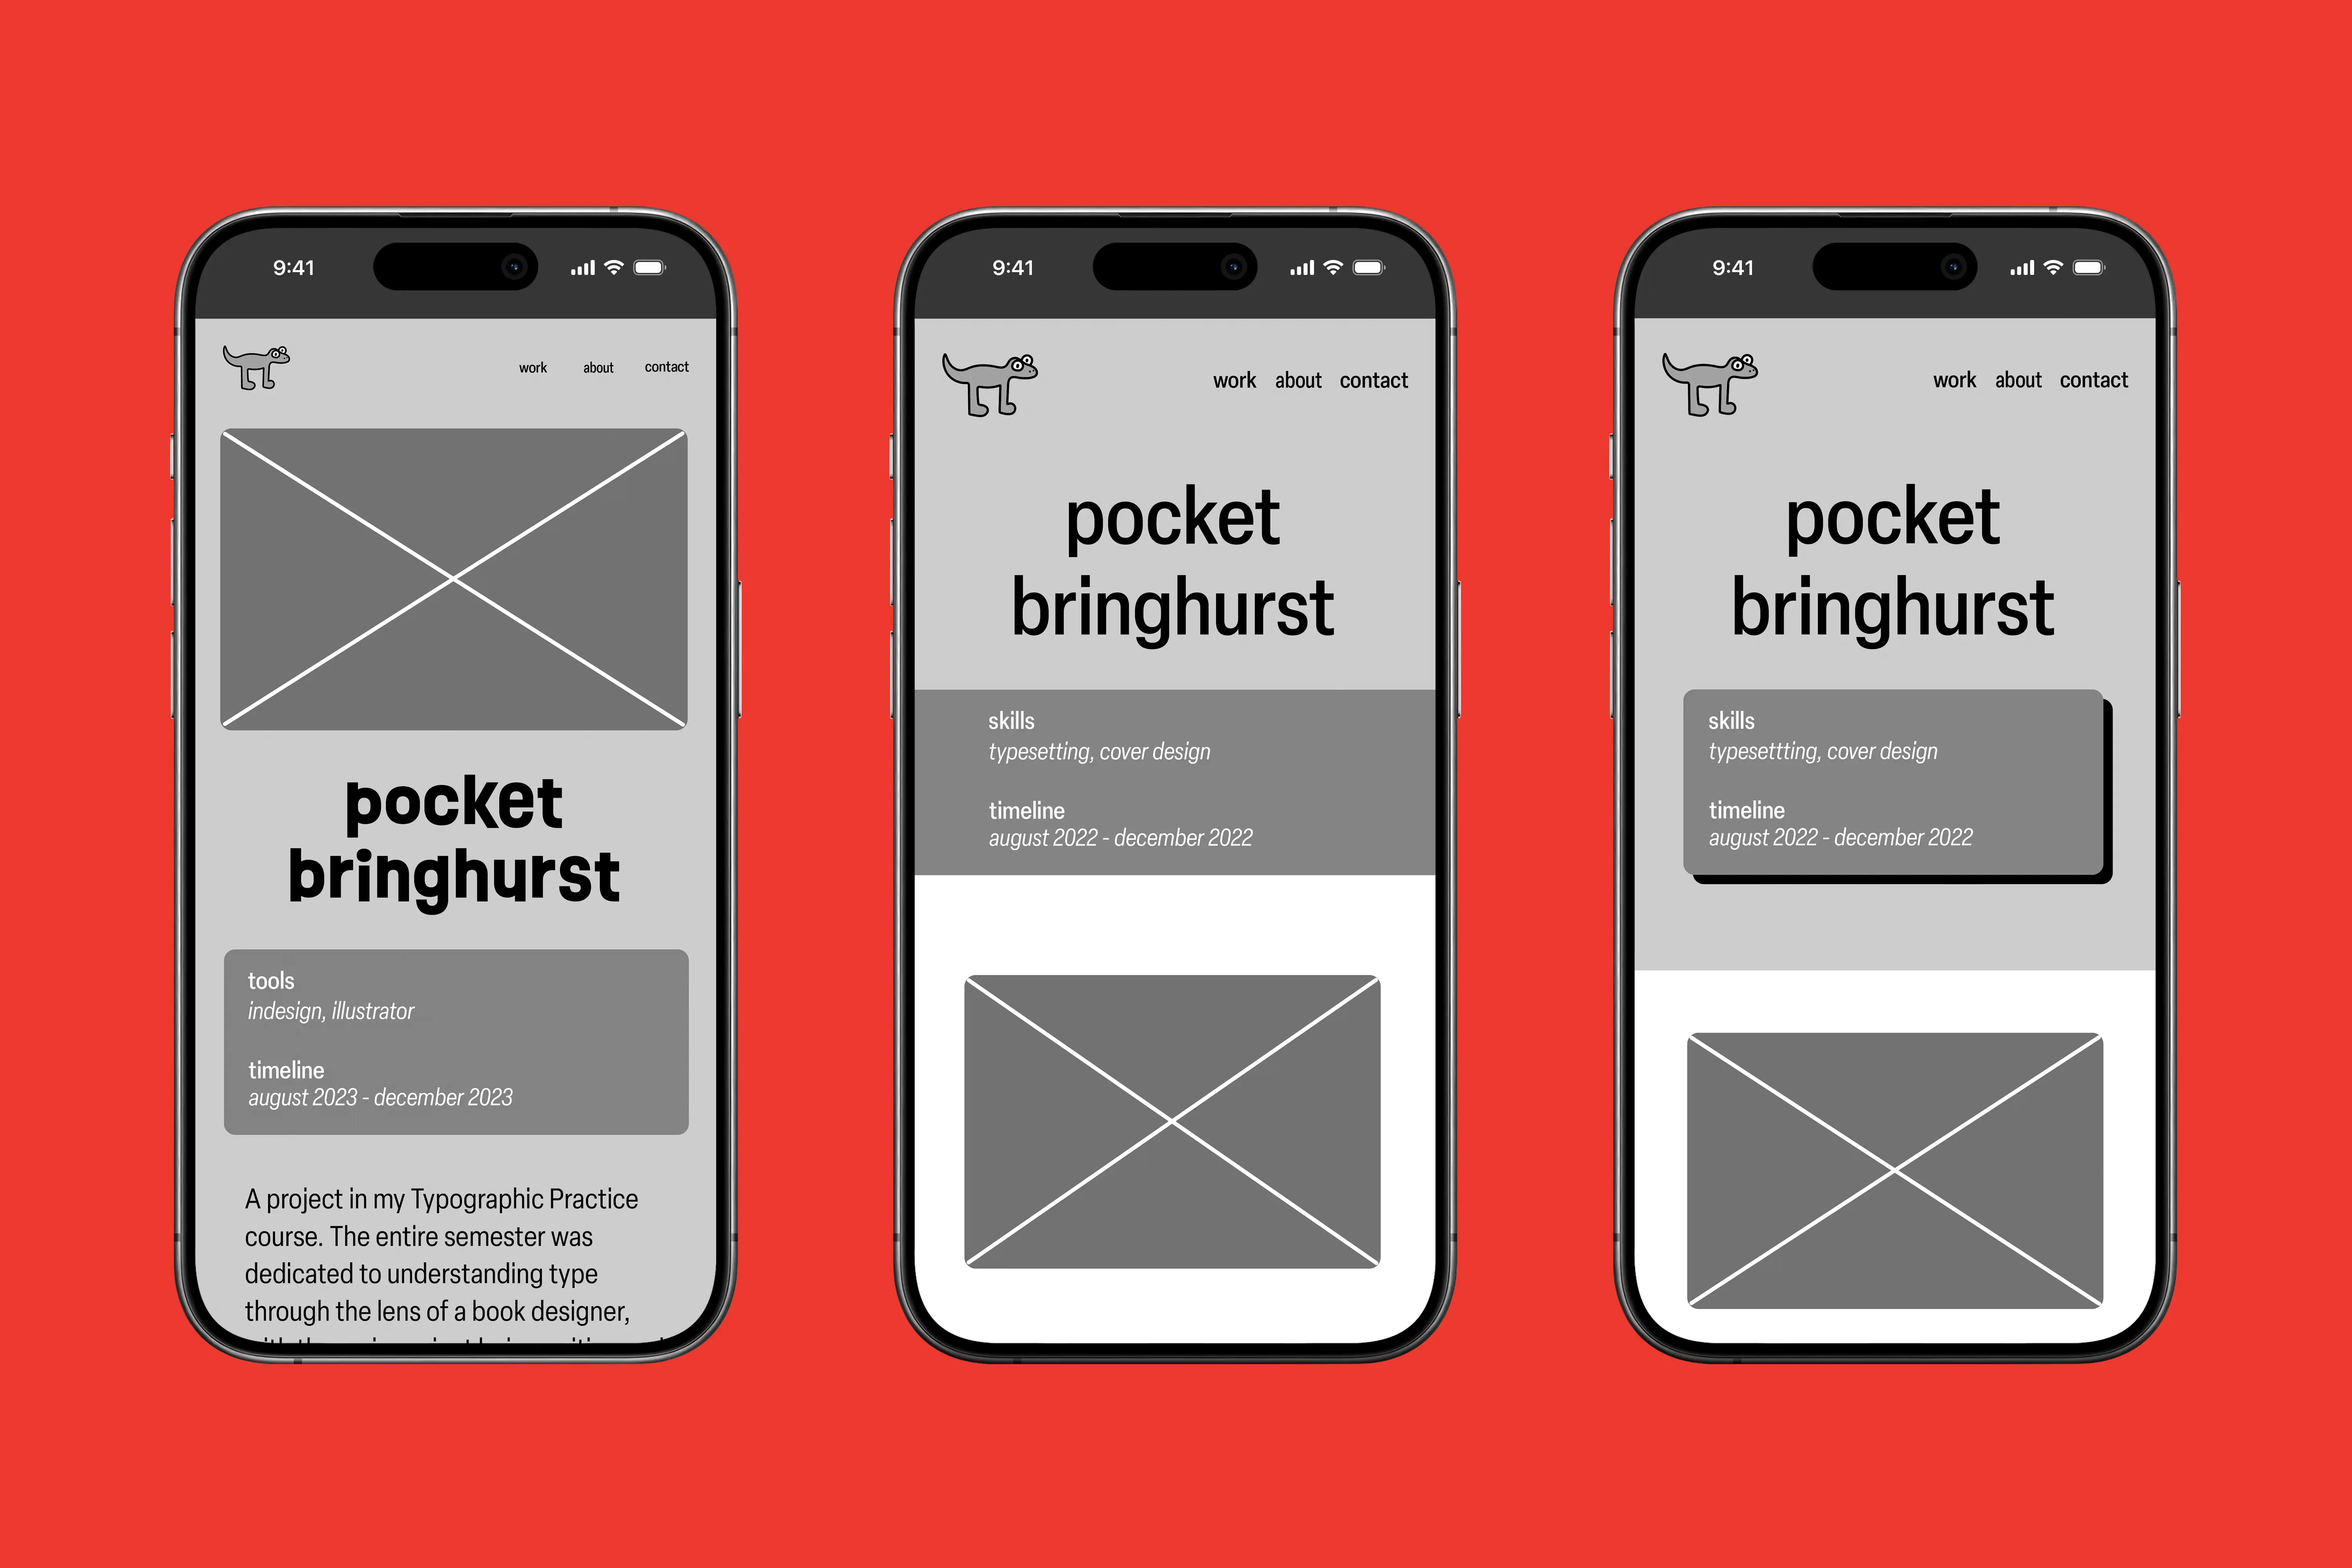 9:41
work about contact
pocket
bringhurst
tools
indesign, illustrator
timeline
august 2023 - december 2023
A project in my Typographic Practice
course. The entire semester was
dedicated to understanding type
through the lens of a book designer,
9:41
work about contact
pocket
bringhurst
skills
typesetting, cover design
timeline
august 2022 - december 2022
9:41
work about contact
pocket
bringhurst
skills
typesettting, cover design
timeline
august 2022 - december 2022